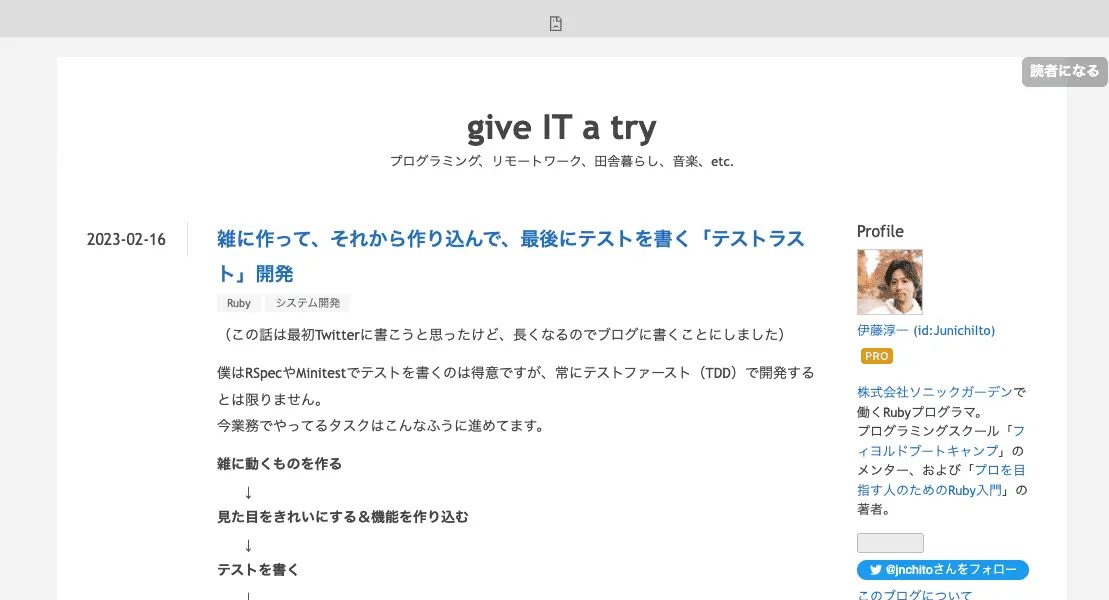 読者になる
give IT a try
プログラミング、リモートワーク、田舎暮らし、音楽、etc.
2023-02-16
雑に作って、それから作り込んで、最後にテストを書く「テストラス
ト」開発
Ruby システム開発
（この話は最初Twitterに書こうと思ったけど、長くなるのでブログに書くことにしました）
僕はRSpecやMinitestでテストを書くのは得意ですが、常にテストファースト（TDD）で開発する
とは限りません。
今業務でやってるタスクはこんなふうに進めてます。
雑に動くものを作る
↓
見た目をきれいにする＆機能を作り込む
↓
テストを書く
Profile
伊藤淳一 (id:JunichiIto)
PRO
株式会社ソニックガーデンで
働くRubyプログラマ。
プログラミングスクール「フ
ィヨルドブートキャンプ」の
メンター、および「プロを目
指す人のためのRuby入門」の
著者。
@jnchitoさんをフォロー
このブログについて